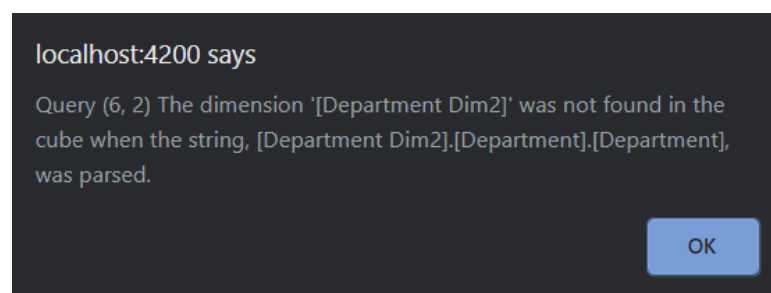 localhost:4200 says
Query (6, 2) The dimension '[Department Dim2]' was not found in the
cube when the string, [Department Dim2].[Department].[Department],
was parsed.
OK